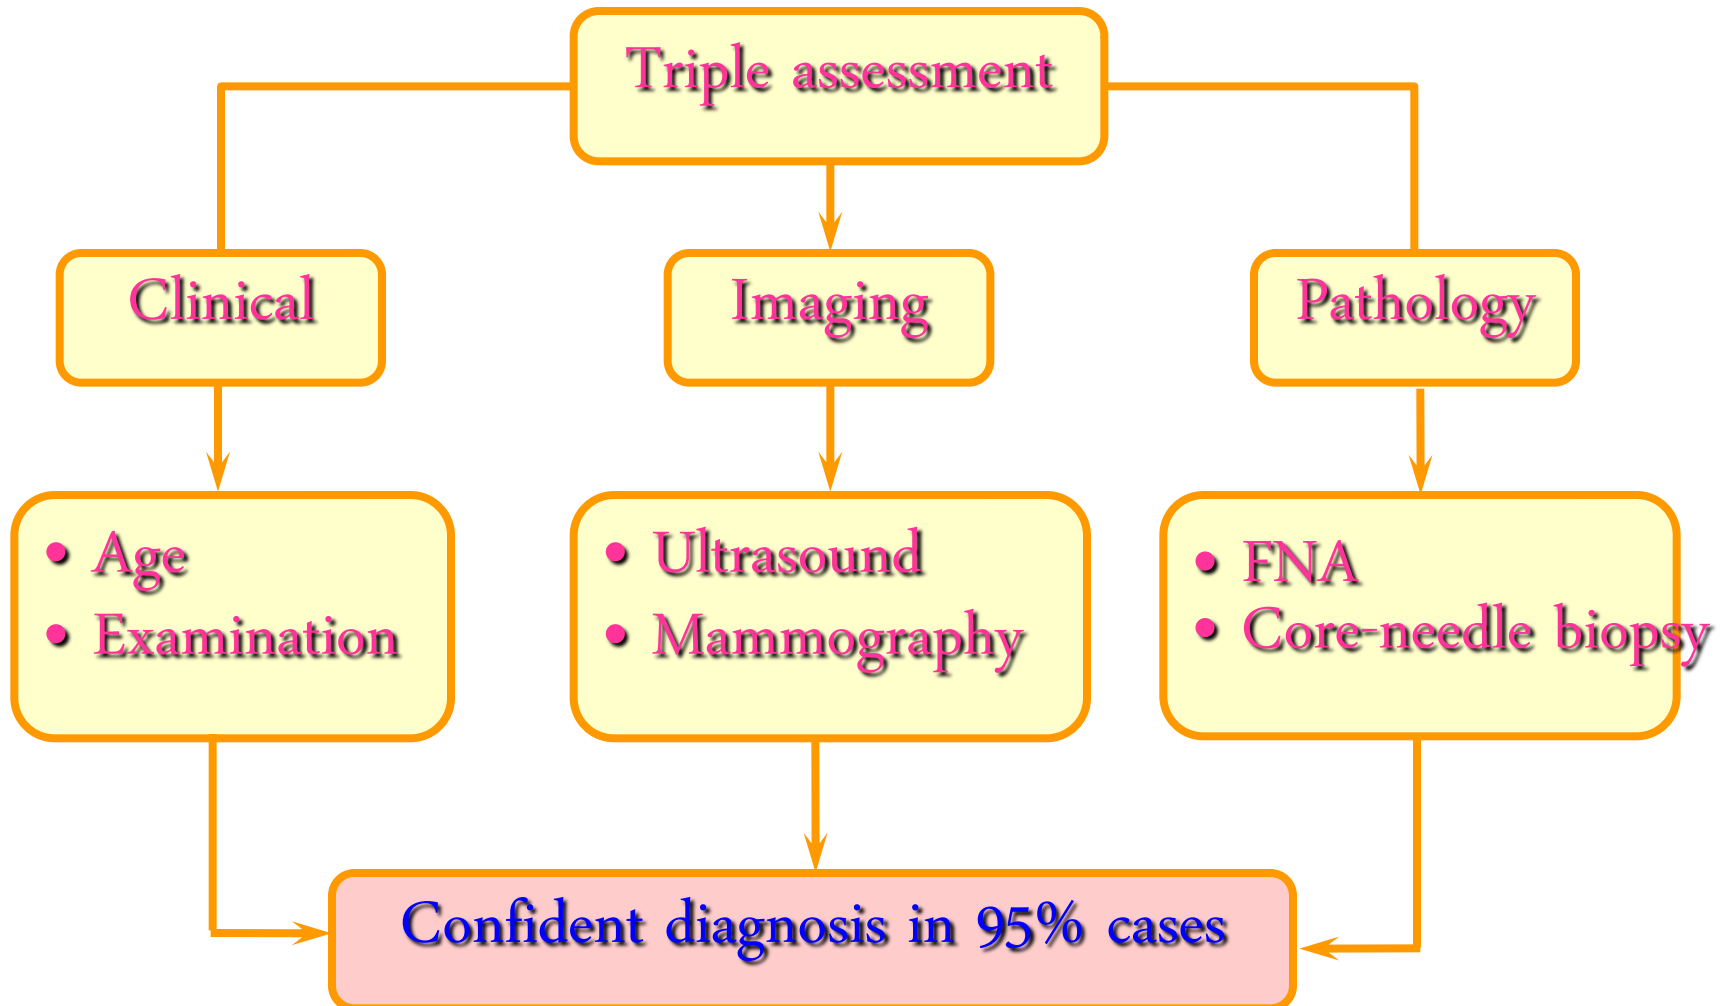 Triple assessment
Clinical
Imaging
Pathology
• Age
• Examination
• Ultrasound
• Mammography
• FNA
• Core-needle biopsy
Confident diagnosis in 95% cases